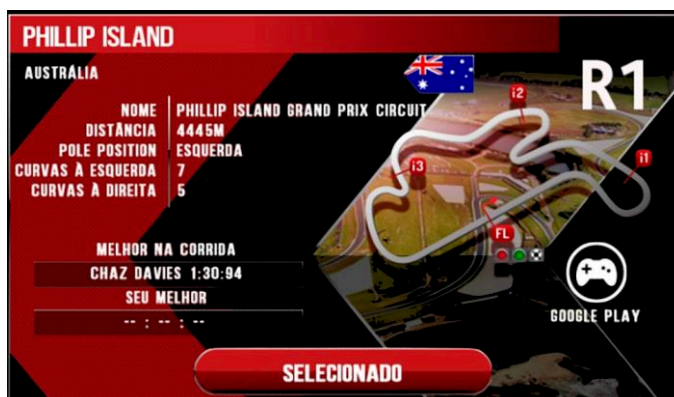 PHILLIP ISLAND
AUSTRÁLIA
R1
NOME PHILLIP ISLAND GRAND PRIX CIRCUIT
DISTÂNCIA 4445M
POLE POSITION ESQUERDA
CURVAS À ESQUERDA 7
CURVAS À DIREITA 5
i2
i1
i3
FL
MELHOR NA CORRIDA
CHAZ DAVIES 1:30:94
SEU MELHOR
-- : -- : --
GOOGLE PLAY
SELECIONADO